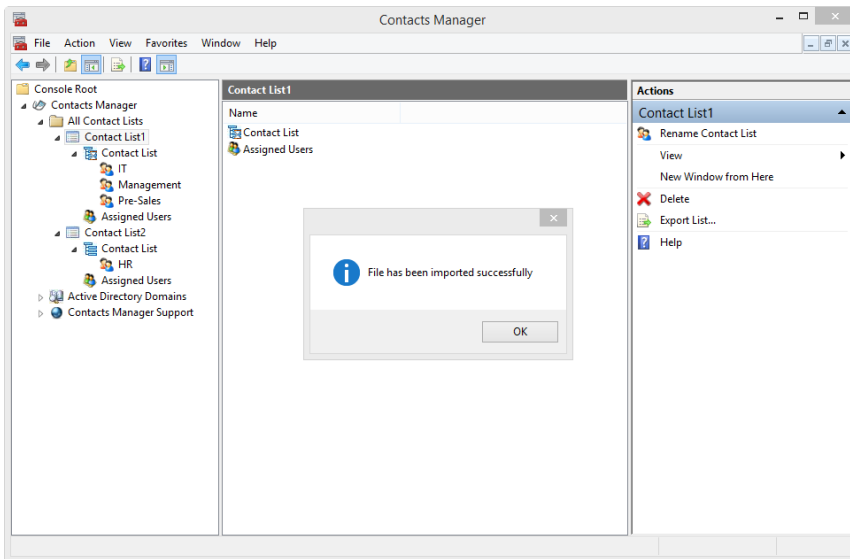 Contacts Manager
File Action View Favorites Window Help
Console Root
Contacts Manager
All Contact Lists
Contact List1
Contact List
IT
Management
Pre-Sales
Assigned Users
Contact List2
Contact List
HR
Assigned Users
Active Directory Domains
Contacts Manager Support
Contact List1
Name
Contact List
Assigned Users
File has been imported successfully
OK
Actions
Contact List1
Rename Contact List
View
New Window from Here
Delete
Export List...
Help